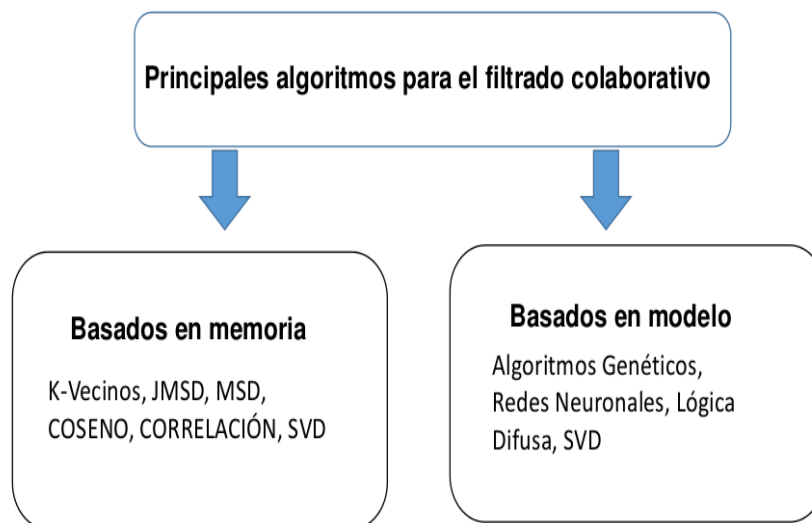 Principales algoritmos para el filtrado colaborativo
Basados en memoria
K-Vecinos, JMSD, MSD,
COSENO, CORRELACIÓN, SVD
Basados en modelo
Algoritmos Genéticos,
Redes Neuronales, Lógica
Difusa, SVD